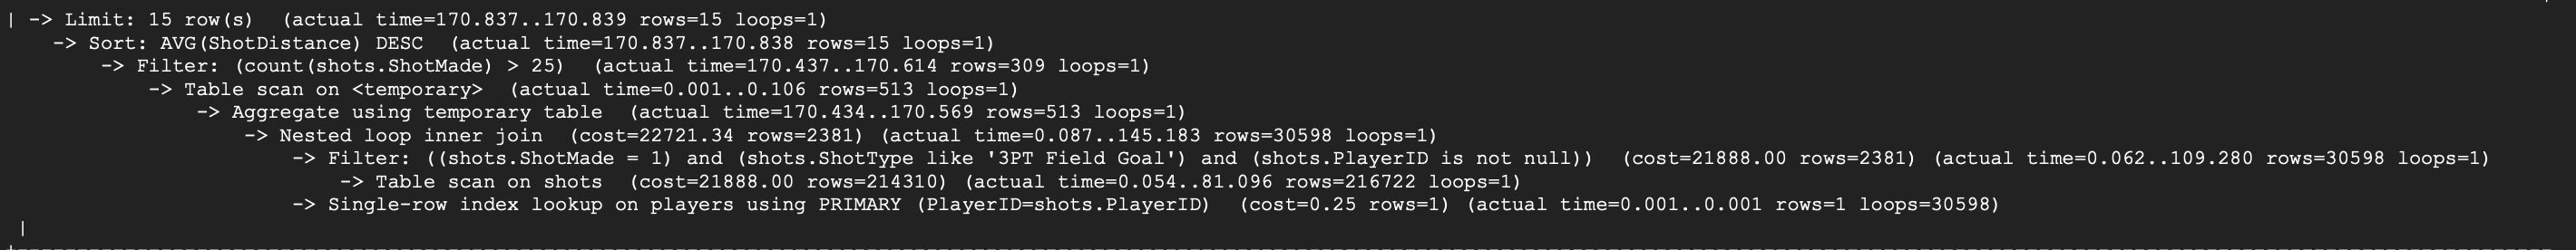 | -> Limit: 15 row(s)  (actual time=170.837..170.839 rows=15 loops=1)
    -> Sort: AVG(ShotDistance) DESC  (actual time=170.837..170.838 rows=15 loops=1)
        -> Filter: (count(shots.ShotMade) > 25)  (actual time=170.437..170.614 rows=309 loops=1)
            -> Table scan on <temporary>  (actual time=0.001..0.106 rows=513 loops=1)
                -> Aggregate using temporary table  (actual time=170.434..170.569 rows=513 loops=1)
                    -> Nested loop inner join  (cost=22721.34 rows=2381) (actual time=0.087..145.183 rows=30598 loops=1)
                        -> Filter: ((shots.ShotMade = 1) and (shots.ShotType like '3PT Field Goal') and (shots.PlayerID is not null))  (cost=21888.00 rows=2381) (actual time=0.062..109.280 rows=30598 loops=1)
                            -> Table scan on shots  (cost=21888.00 rows=214310) (actual time=0.054..81.096 rows=216722 loops=1)
                        -> Single-row index lookup on players using PRIMARY (PlayerID=shots.PlayerID)  (cost=0.25 rows=1) (actual time=0.001..0.001 rows=1 loops=30598)
 |